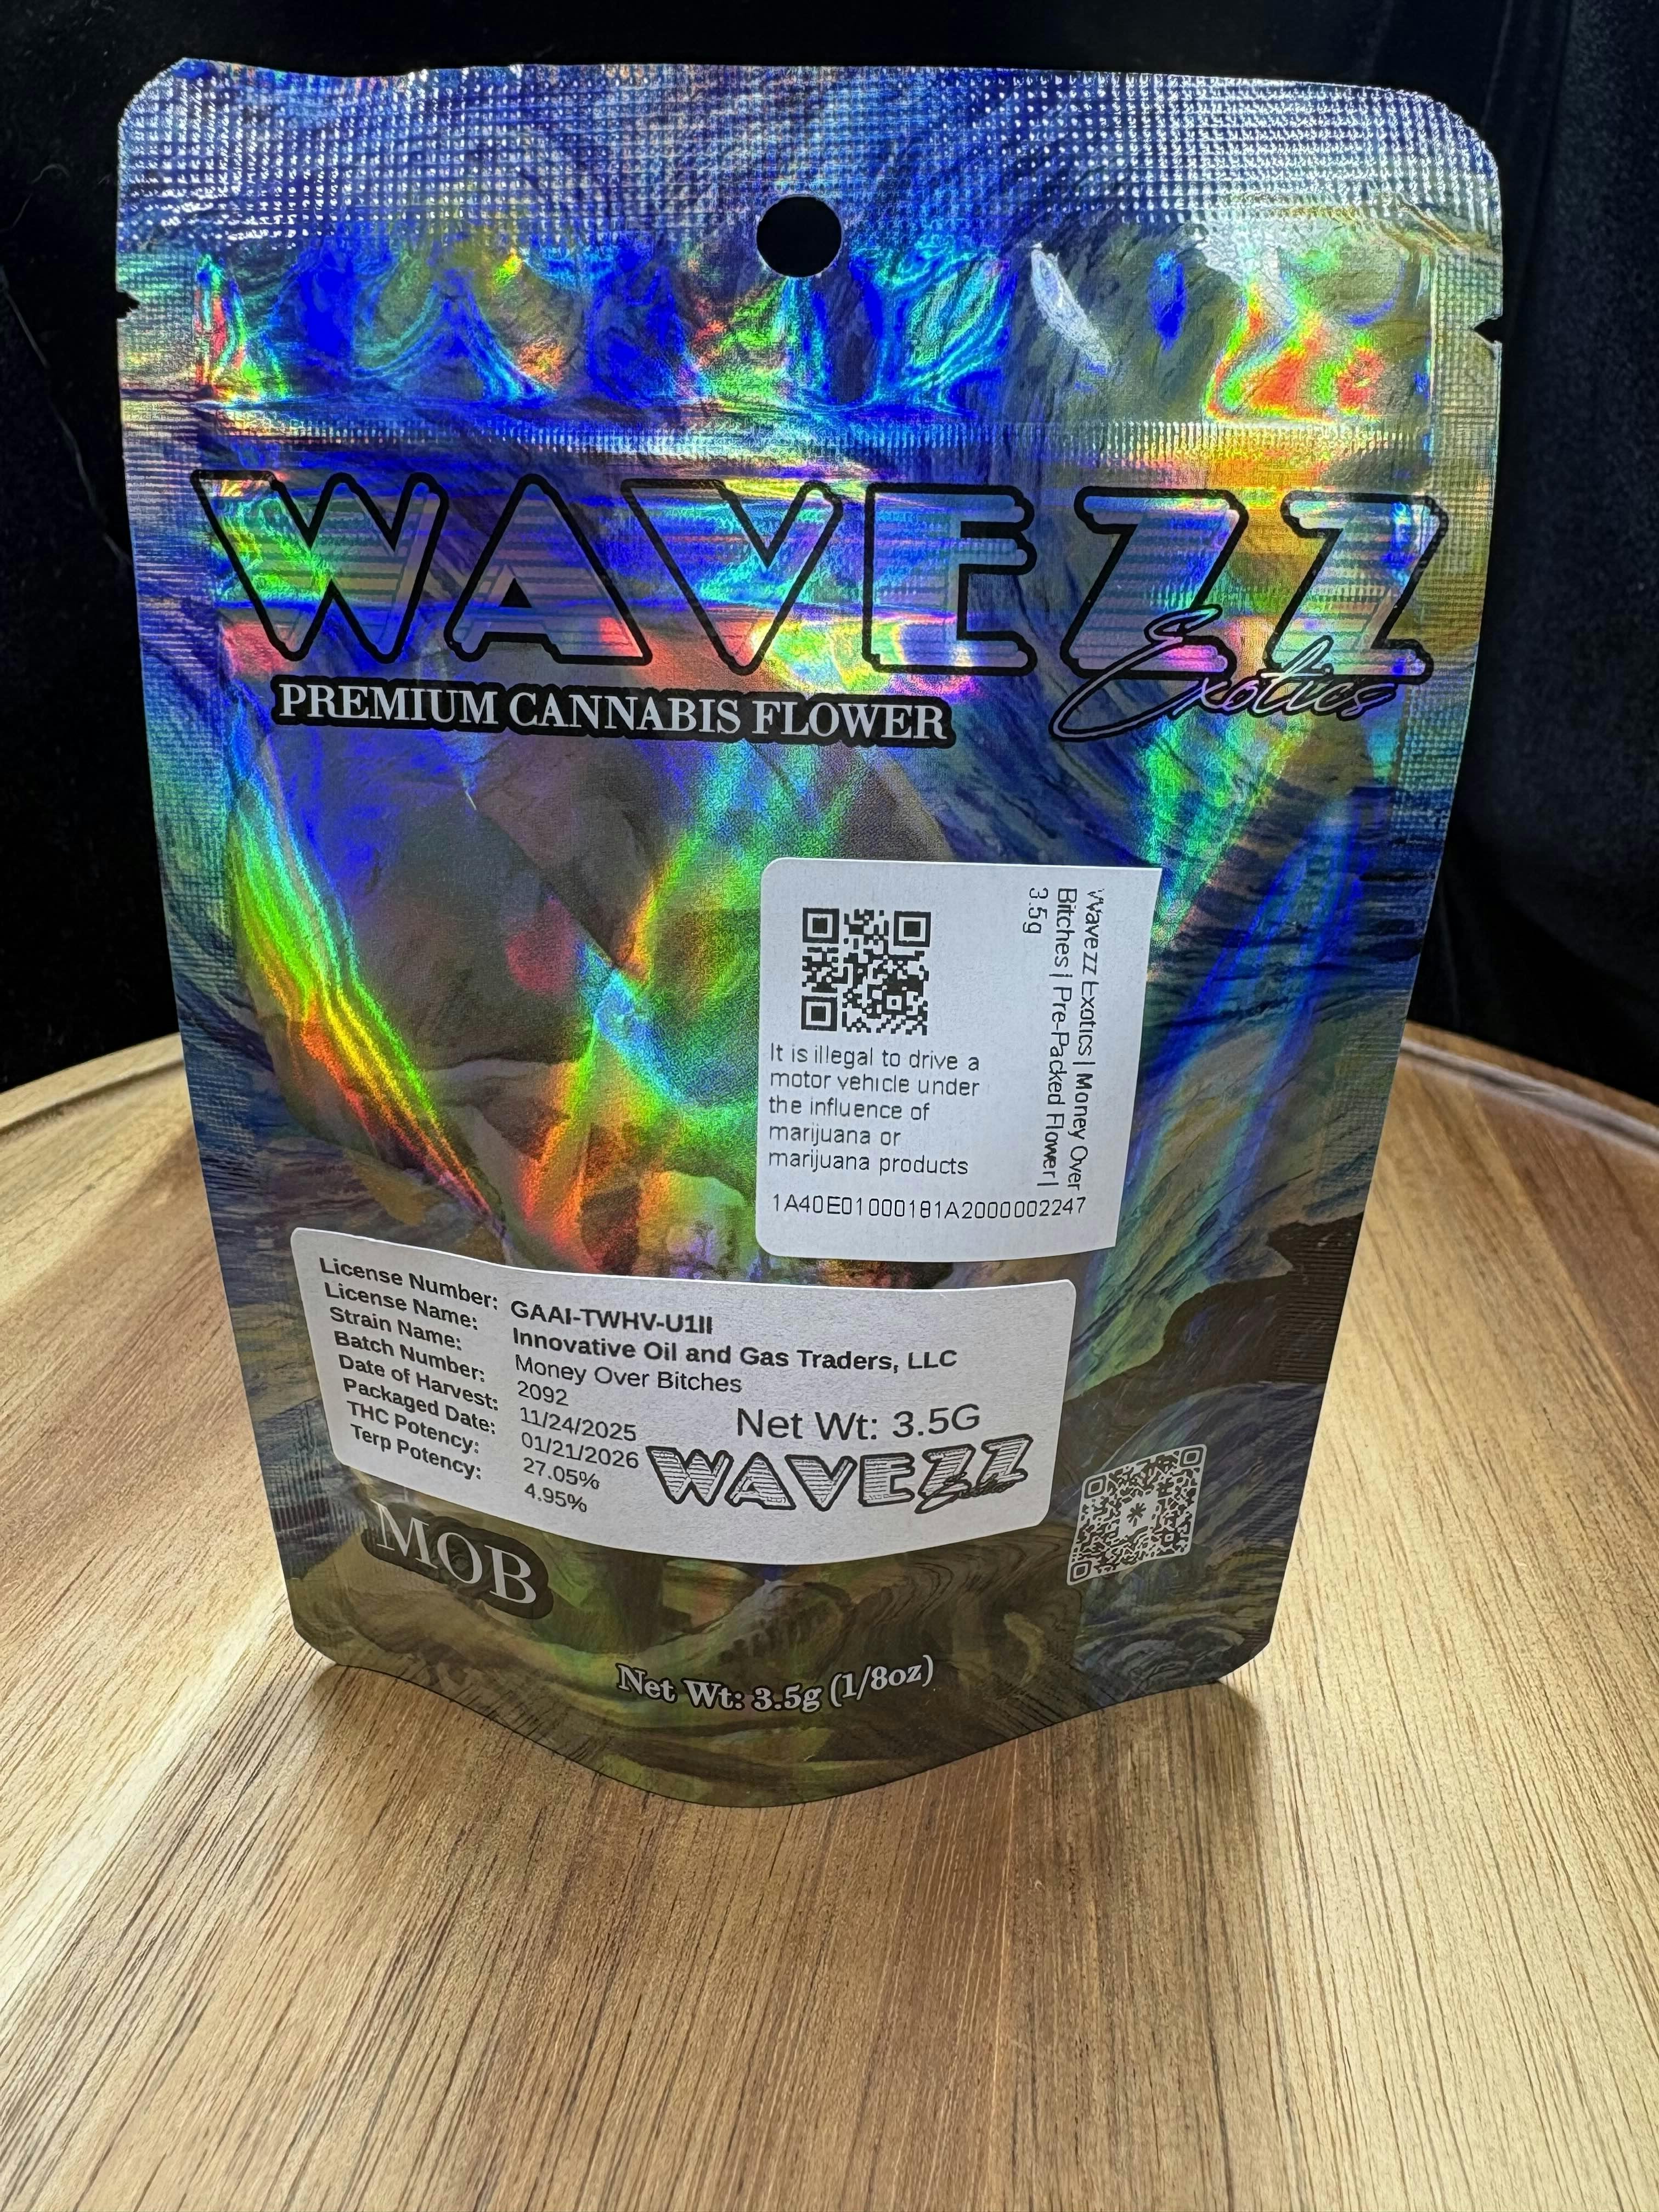 WAVEZZ
Exotics
PREMIUM CANNABIS FLOWER
Wavezz Exotics | Money Over
Bitches | Pre-Packed Flower |
3.5g
It is illegal to drive a
motor vehicle under
the influence of
marijuana or
marijuana products
1A40E01000181A2000002247
License Number: GAAI-TWHV-U1II
License Name: Innovative Oil and Gas Traders, LLC
Strain Name: Money Over Bitches
Batch Number: 2092
Date of Harvest: 11/24/2025
Packaged Date: 01/21/2026
THC Potency: 27.05%
Terp Potency: 4.95%
Net Wt: 3.5G
WAVEZZ
Exotics
MOB
Net Wt: 3.5g (1/8oz)